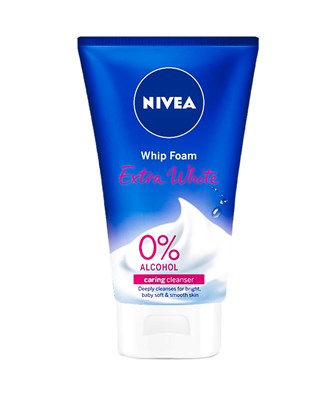 NIVEA
Whip Foam
Extra White
0%
ALCOHOL
caring cleanser
Deeply cleanses for bright,
baby soft & smooth skin